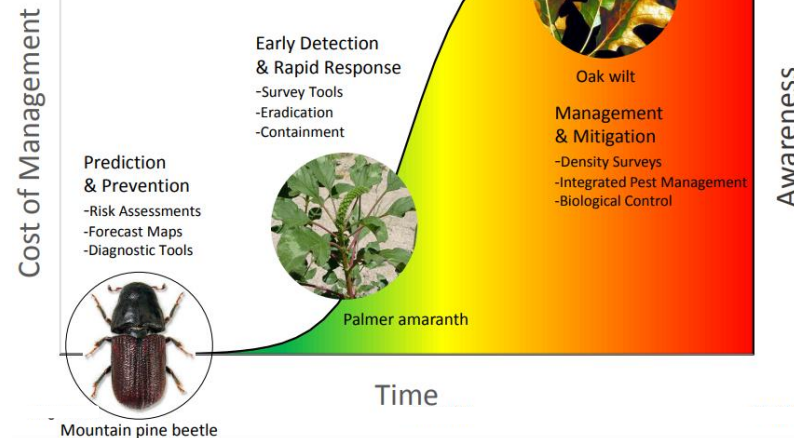 Cost of Management
Early Detection
& Rapid Response
-Survey Tools
-Eradication
-Containment
Oak wilt
Management
& Mitigation
-Density Surveys
-Integrated Pest Management
-Biological Control
Prediction
& Prevention
-Risk Assessments
-Forecast Maps
-Diagnostic Tools
Palmer amaranth
Mountain pine beetle
Time
Awareness